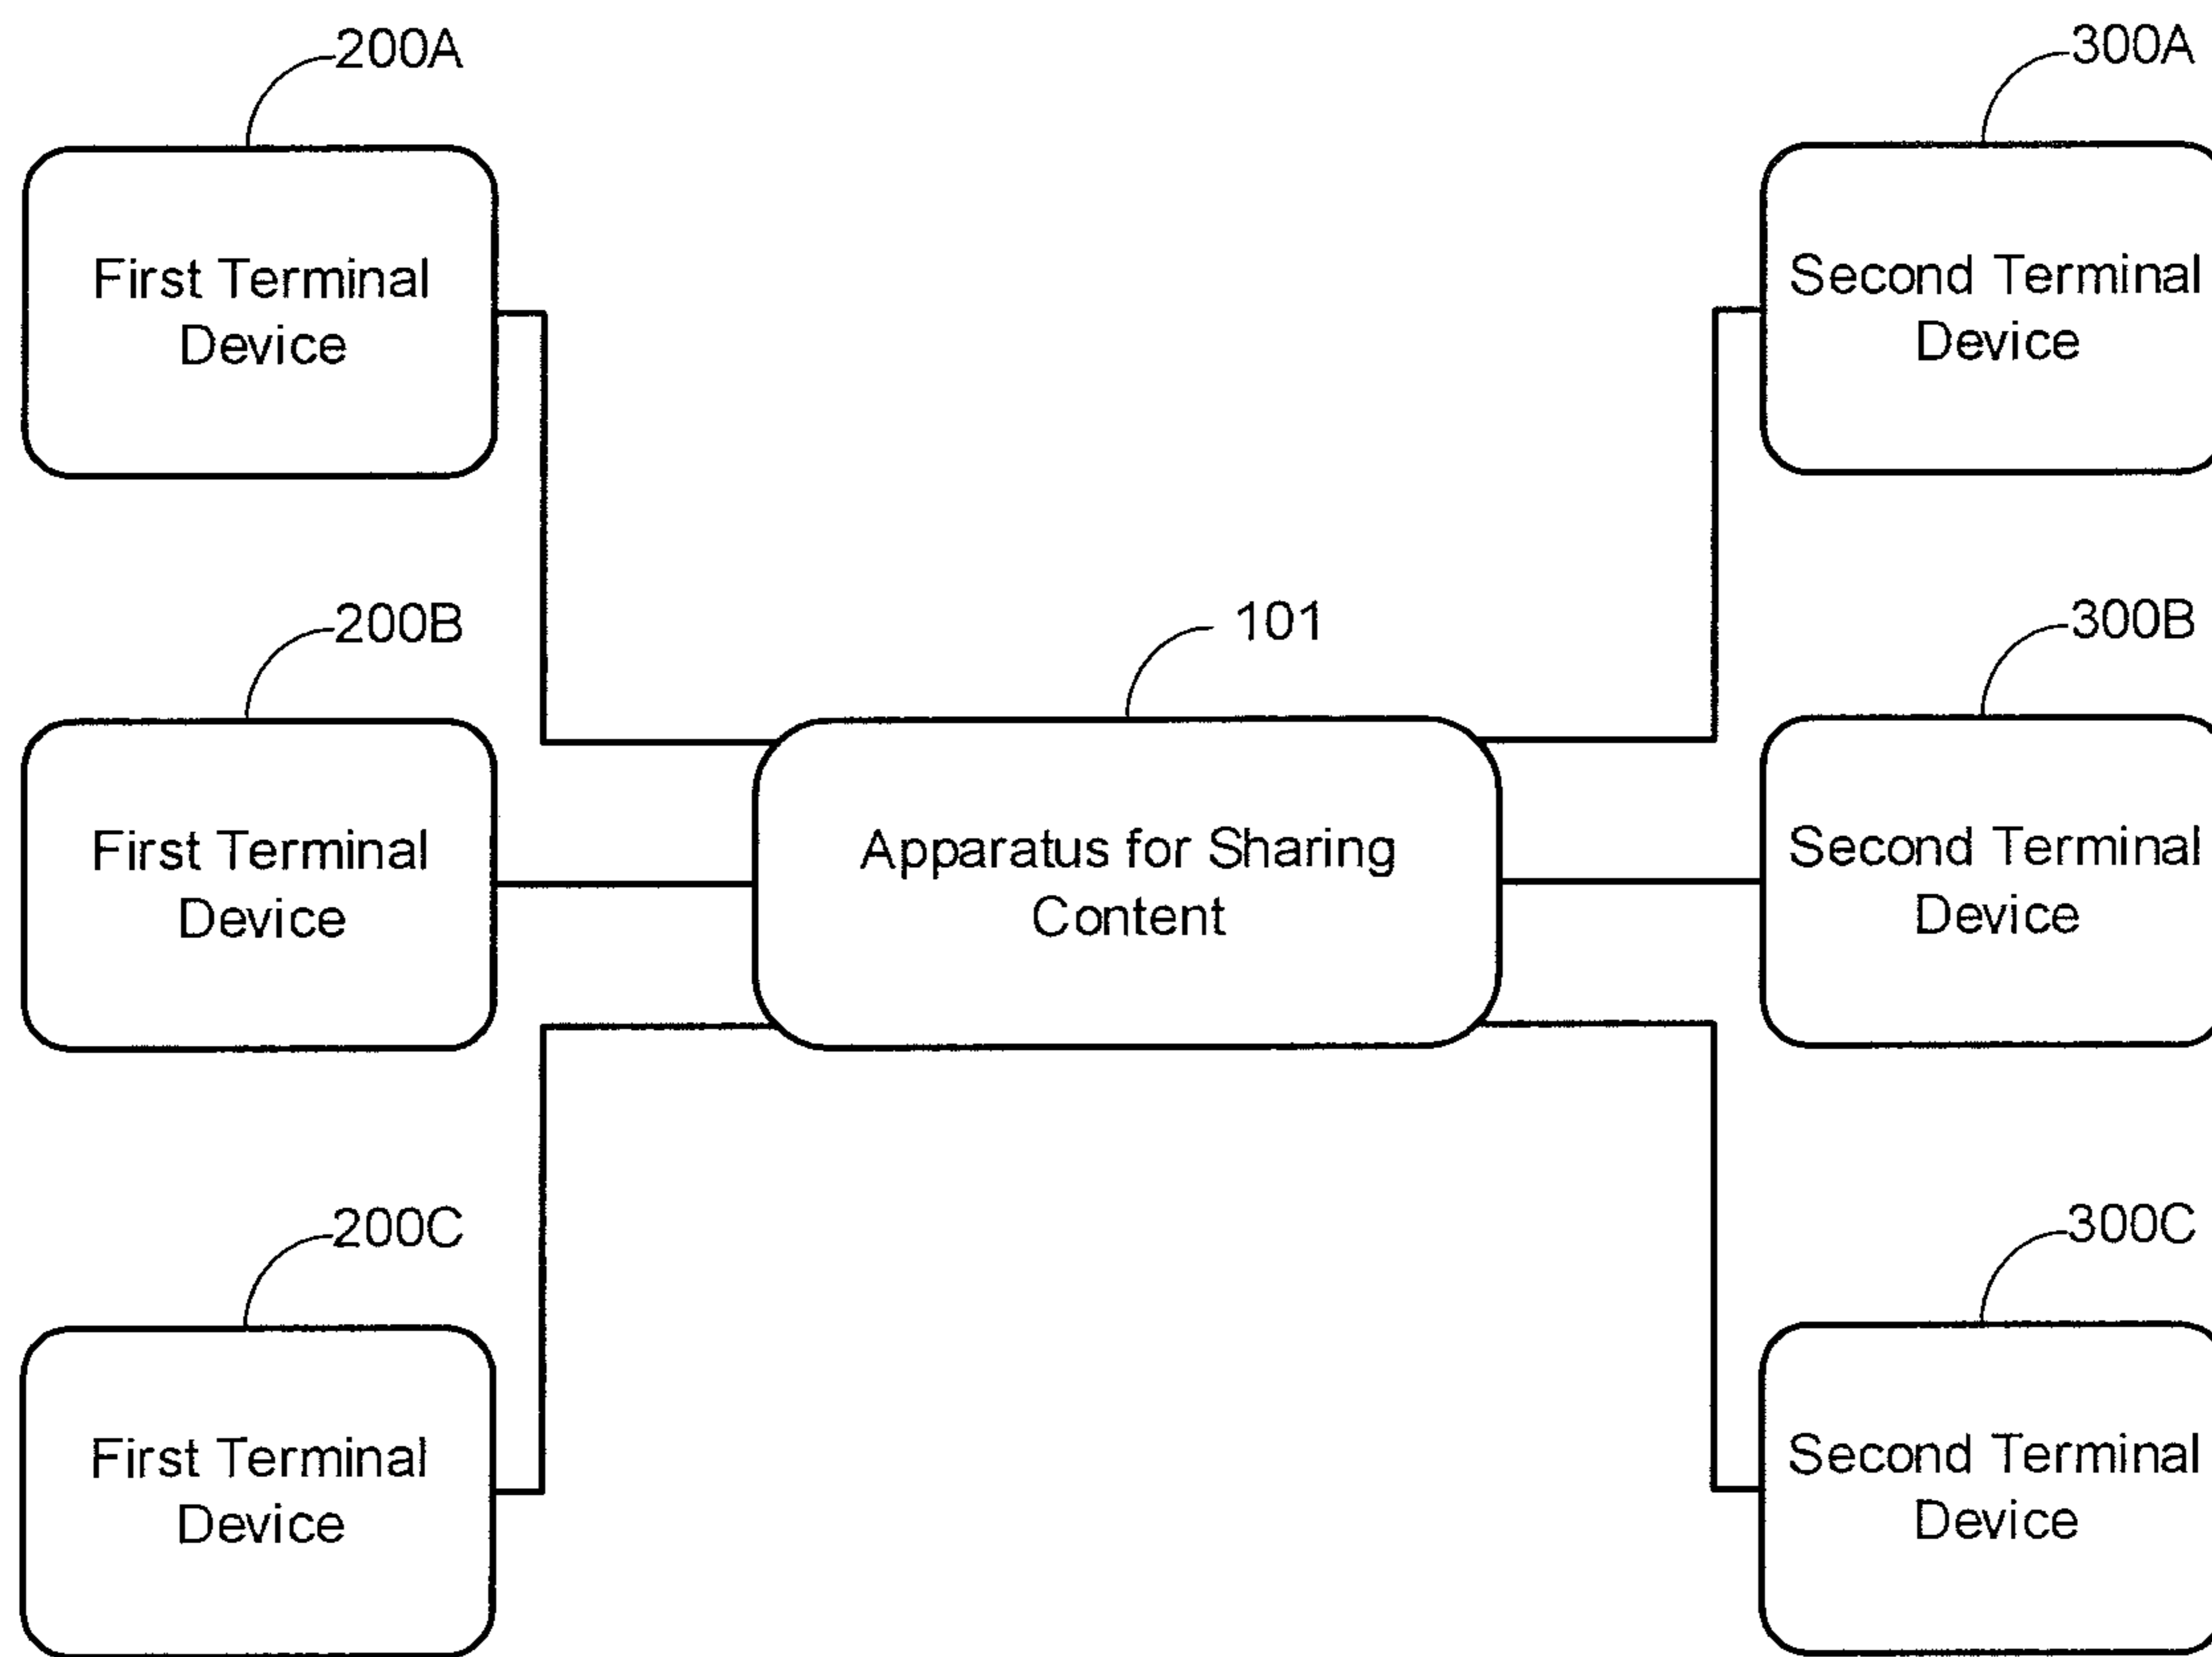 200A
300A
First Terminal
Device
Second Terminal
Device
200B
101
300B
First Terminal
Device
Apparatus for Sharing
Content
Second Terminal
Device
200C
300C
First Terminal
Device
Second Terminal
Device